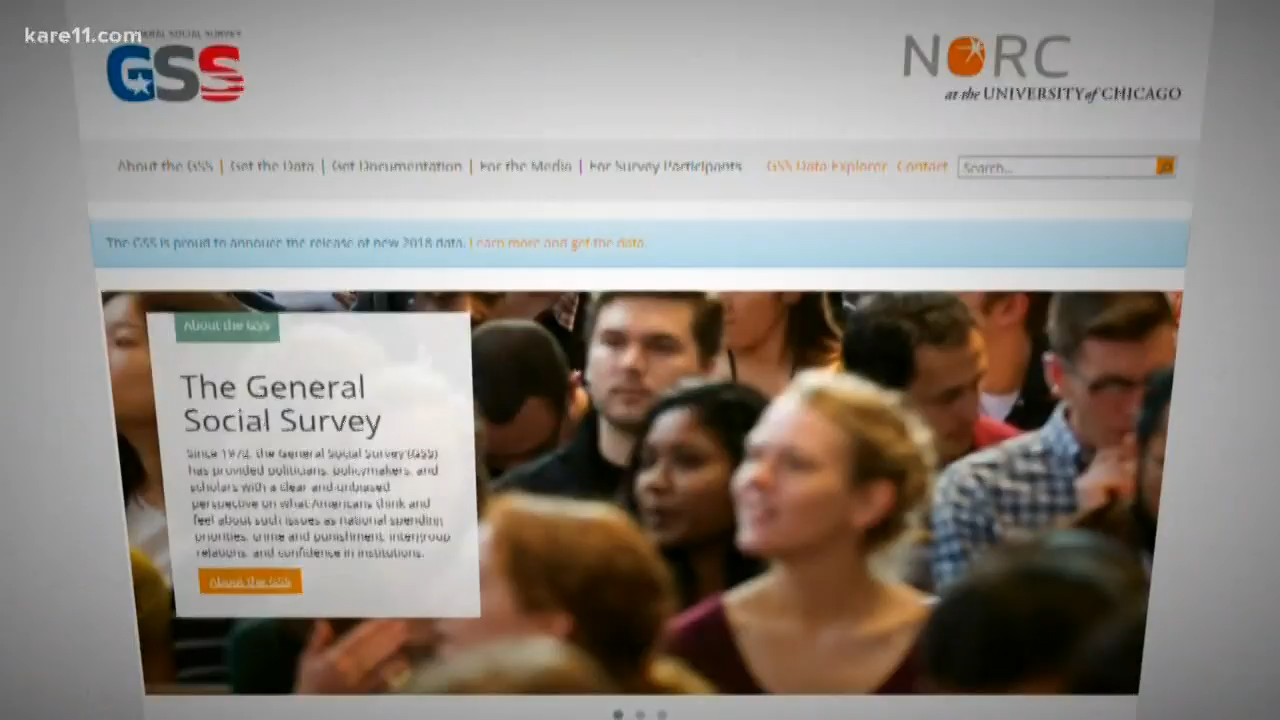 kare11.com
GENERAL SOCIAL SURVEY
GSS
NORC
at the UNIVERSITY of CHICAGO
About the GSS | Get the Data | Get Documentation | For the Media | For Survey Participants GSS Data Explorer Contact Search...
The GSS is proud to annouce the release of new 2018 data. Learn more and get the data.
About the GSS
The General
Social Survey
Since 1972, the General Social Survey (GSS)
has provided politicians, policymakers, and
scholars with a clear and unbiased
perspective on what Americans think and
feel about such issues as national spending
priorities, crime and punishment, intergroup
relations, and confidence in institutions.
About the GSS